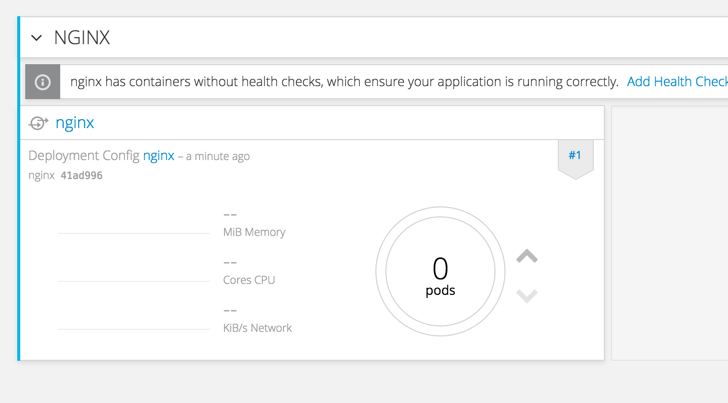 NGINX
nginx has containers without health checks, which ensure your application is running correctly. Add Health Check
nginx
Deployment Config nginx – a minute ago
#1
nginx 41ad996
--
MiB Memory
--
Cores CPU
--
KiB/s Network
0
pods